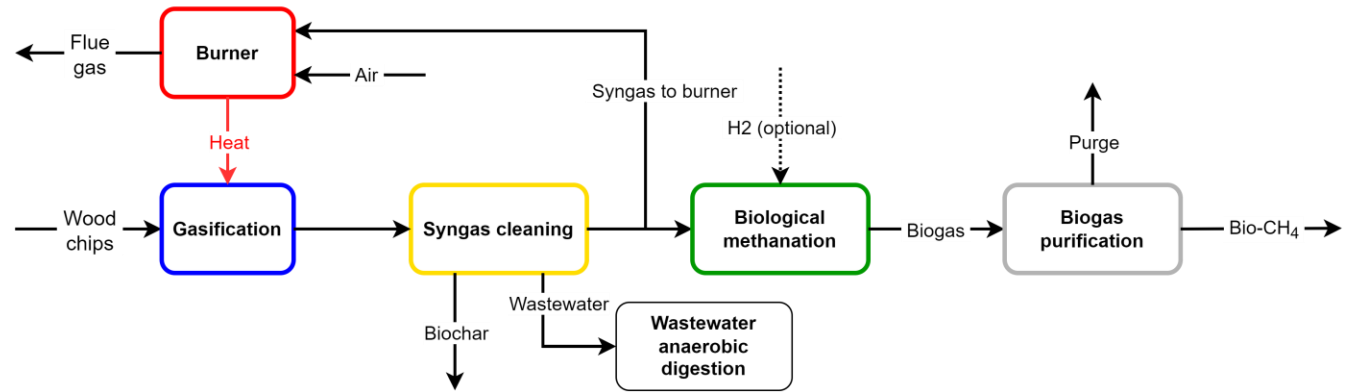 Flue
gas
Burner
Air
Syngas to burner
H2 (optional)
Heat
Purge
Wood
chips
Gasification
Syngas cleaning
Biological
methanation
Biogas
Biogas
purification
Bio-CH₄
Wastewater
Biochar
Wastewater
anaerobic
digestion